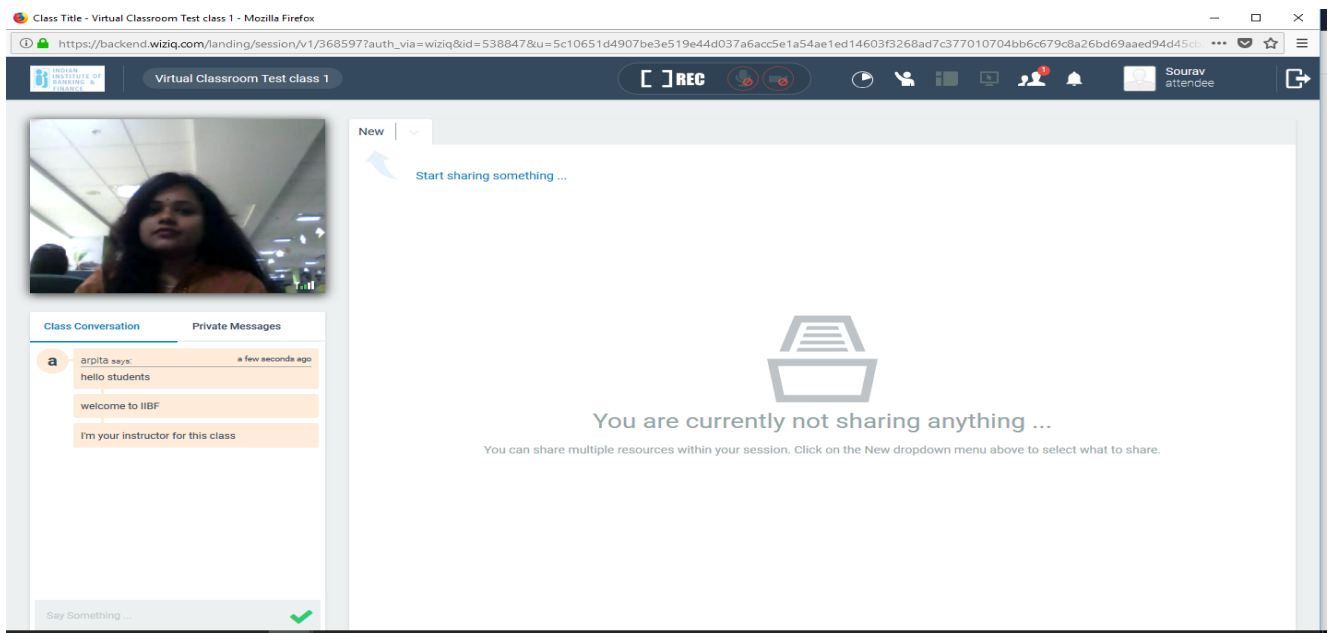 Class Title - Virtual Classroom Test class 1 - Mozilla Firefox
https://backend.wiziq.com/landing/session/v1/368597?auth_via=wiziq&id=538847&u=5c10651d4907be3e519e44d037a6acc5e1a54ae1ed14603f3268ad7c377010704bb6c679c8a26bd69aaed94d45cb
INDIAN
INSTITUTE OF
BANKING &
FINANCE
Virtual Classroom Test class 1
[ ] REC
1
Sourav
attendee
New
Start sharing something ...
Class Conversation Private Messages
a
arpita says: a few seconds ago
hello students
welcome to IIBF
I'm your instructor for this class
You are currently not sharing anything ...
You can share multiple resources within your session. Click on the New dropdown menu above to select what to share.
Say Something ...